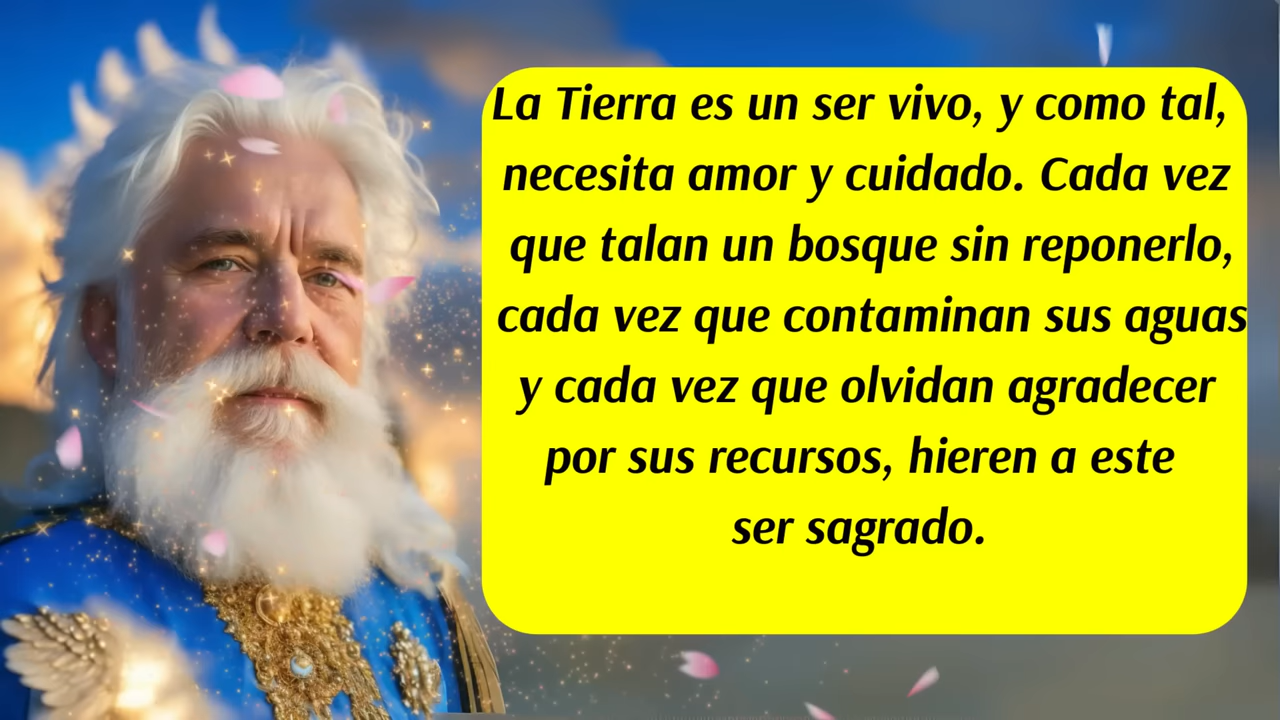 La Tierra es un ser vivo, y como tal,
necesita amor y cuidado. Cada vez
que talan un bosque sin reponerlo,
cada vez que contaminan sus aguas
y cada vez que olvidan agradecer
por sus recursos, hieren a este
ser sagrado.